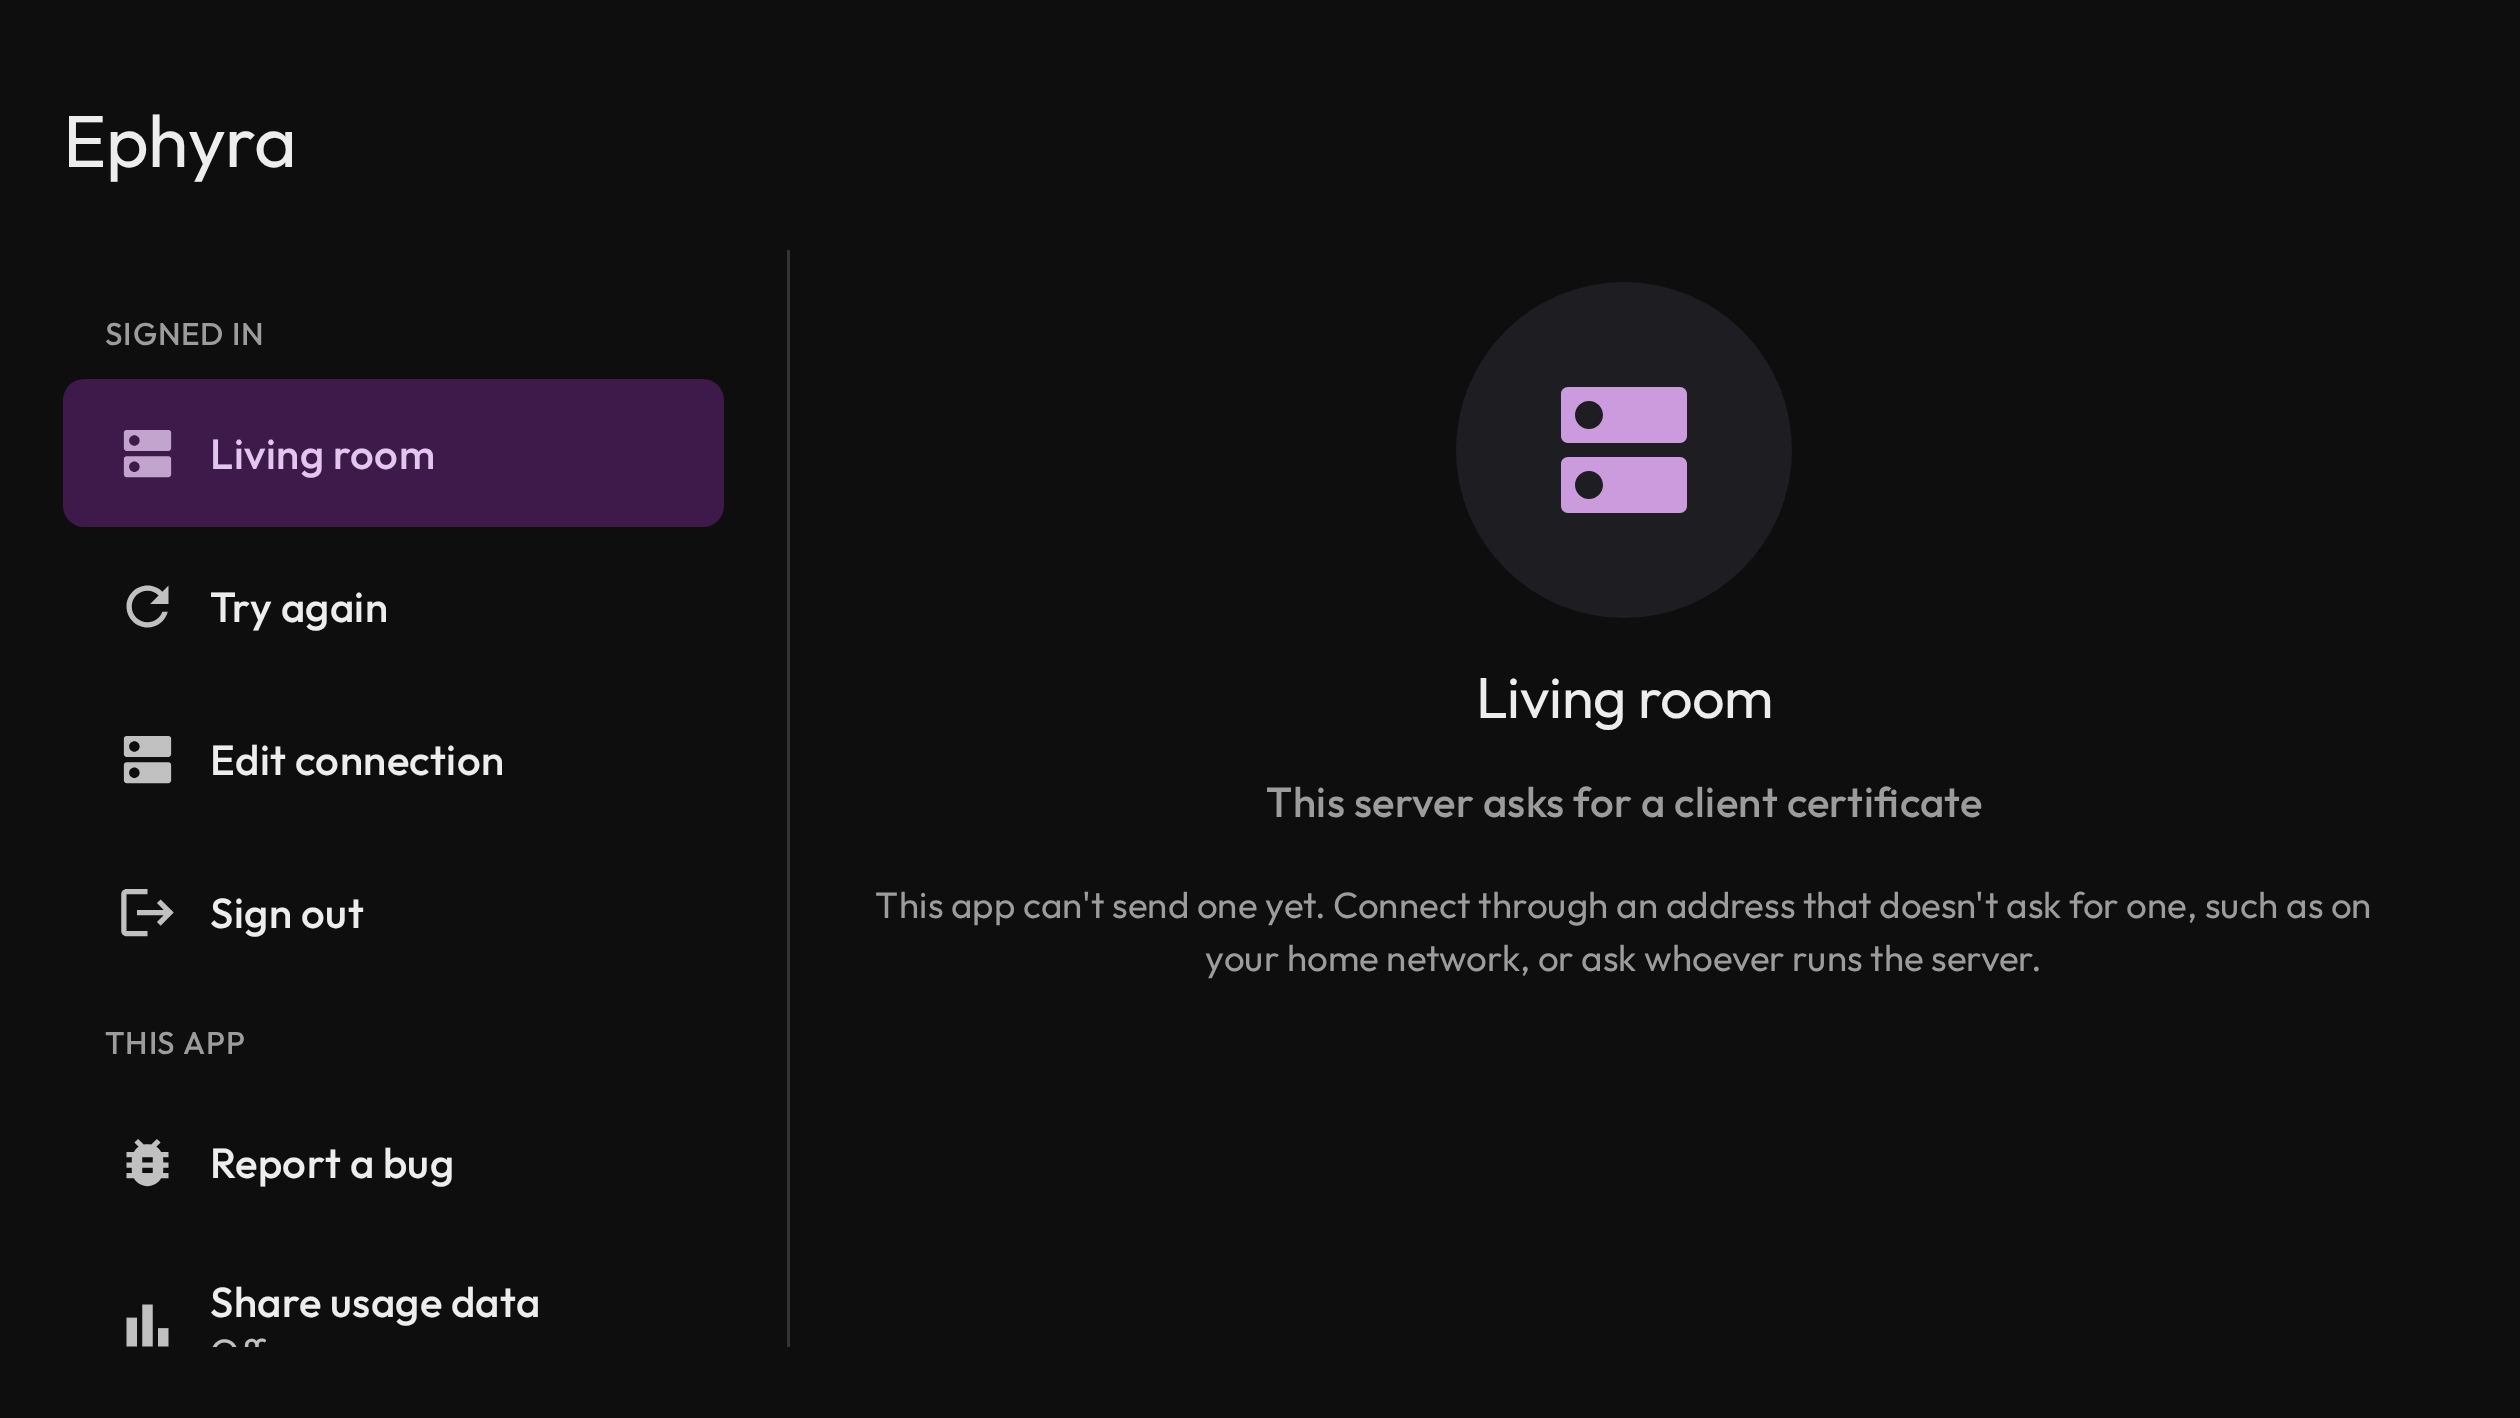 Ephyra
SIGNED IN
Living room
Try again
Edit connection
Sign out
THIS APP
Report a bug
Share usage data
Living room
This server asks for a client certificate
This app can't send one yet. Connect through an address that doesn't ask for one, such as on
your home network, or ask whoever runs the server.